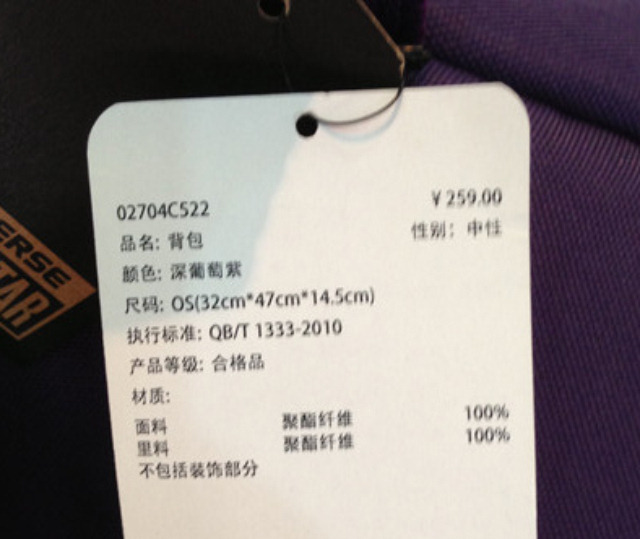 02704C522 ¥ 259.00
品名: 背包 性别: 中性
颜色: 深葡萄紫
尺码: OS(32cm*47cm*14.5cm)
执行标准: QB/T 1333-2010
产品等级: 合格品
材质:
面料 聚酯纤维 100%
里料 聚酯纤维 100%
不包括装饰部分
ERSE
TAR